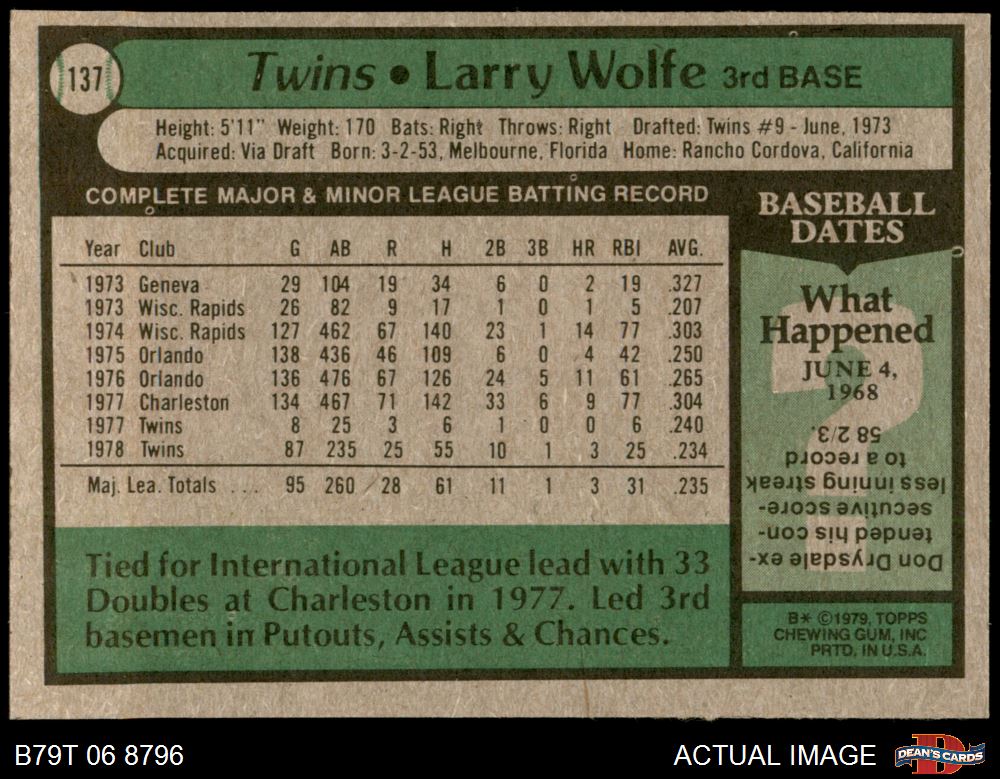 137
Twins • Larry Wolfe 3rd BASE
Height: 5'11" Weight: 170 Bats: Right Throws: Right Drafted: Twins #9 - June, 1973
Acquired: Via Draft Born: 3-2-53, Melbourne, Florida Home: Rancho Cordova, California
COMPLETE MAJOR & MINOR LEAGUE BATTING RECORD
Year Club G AB R H 2B 3B HR RBI AVG.
1973 Geneva 29 104 19 34 6 0 2 19 .327
1973 Wisc. Rapids 26 82 9 17 1 0 1 5 .207
1974 Wisc. Rapids 127 462 67 140 23 1 14 77 .303
1975 Orlando 138 436 46 109 6 0 4 42 .250
1976 Orlando 136 476 67 126 24 5 11 61 .265
1977 Charleston 134 467 71 142 33 6 9 77 .304
1977 Twins 8 25 3 6 1 0 0 6 .240
1978 Twins 87 235 25 55 10 1 3 25 .234
Maj. Lea. Totals ... 95 260 28 61 11 1 3 31 .235
Tied for International League lead with 33
Doubles at Charleston in 1977. Led 3rd
basemen in Putouts, Assists & Chances.
BASEBALL
DATES
What
Happened
JUNE 4,
1968
Don Drysdale ex-
tended his con-
secutive score-
less inning streak
to a record
58 2/3.
B* ©1979, TOPPS
CHEWING GUM, INC
PRTD. IN U.S.A.
B79T 06 8796
ACTUAL IMAGE
D
DEAN'S CARDS